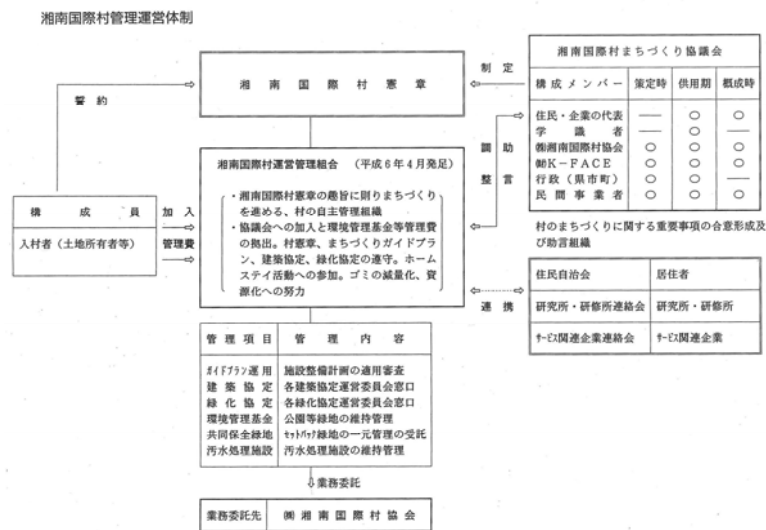 湘南国際村管理運営体制
湘南国際村憲章
制定
誓約
湘南国際村まちづくり協議会
構成メンバー 策定時 供用期 概成時
住民・企業の代表 ── ○ ○
学識者 ── ○ ──
㈱湘南国際村協会 ○ ○ ○
㈶K－FACE ○ ○ ○
行政（県市町） ○ ○ ──
民間事業者 ○ ○ ○
村のまちづくりに関する重要事項の合意形成及
び助言組織
調整
助言
湘南国際村運営管理組合 （平成6年4月発足）
・湘南国際村憲章の趣旨に則りまちづくり
を進める、村の自主管理組織
・協議会への加入と環境管理基金等管理費
の拠出。村憲章、まちづくりガイドプラ
ン、建築協定、緑化協定の遵守。ホーム
ステイ活動への参加。ゴミの減量化、資
源化への努力
構成員
入村者（土地所有者等）
加入
管理費
連携
住民自治会 居住者
研究所・研修所連絡会 研究所・研修所
ｻｰﾋﾞｽ関連企業連絡会 ｻｰﾋﾞｽ関連企業
管理項目 管理内容
ｶﾞｲﾄﾞプラン運用 施設整備計画の適用審査
建築協定 各建築協定運営委員会窓口
緑化協定 各緑化協定運営委員会窓口
環境管理基金 公園等緑地の維持管理
共同保全緑地 ｾｯﾄﾊﾞｯｸ緑地の一元管理の受託
汚水処理施設 汚水処理施設の維持管理
業務委託
業務委託先 ㈱湘南国際村協会